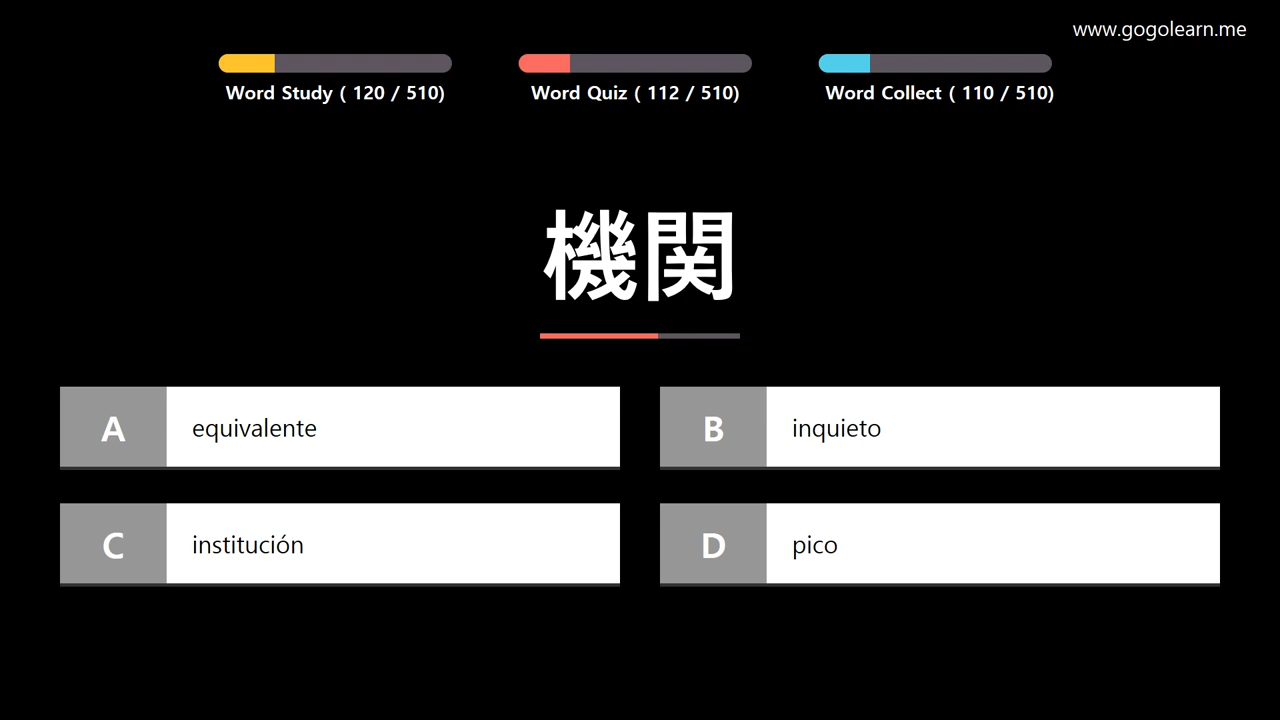 www.gogolearn.me
Word Study ( 120 / 510)
Word Quiz ( 112 / 510)
Word Collect ( 110 / 510)
機関
A equivalente
B inquieto
C institución
D pico